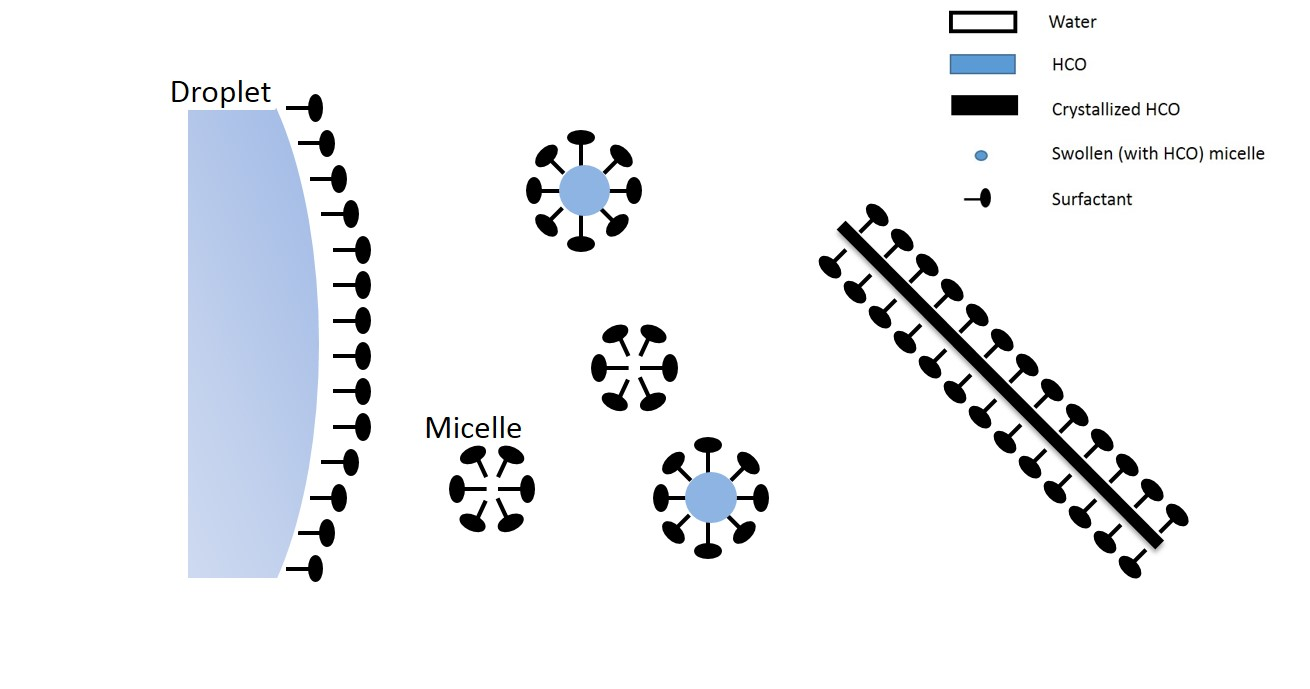 Droplet
Micelle
Water
HCO
Crystallized HCO
Swollen (with HCO) micelle
Surfactant